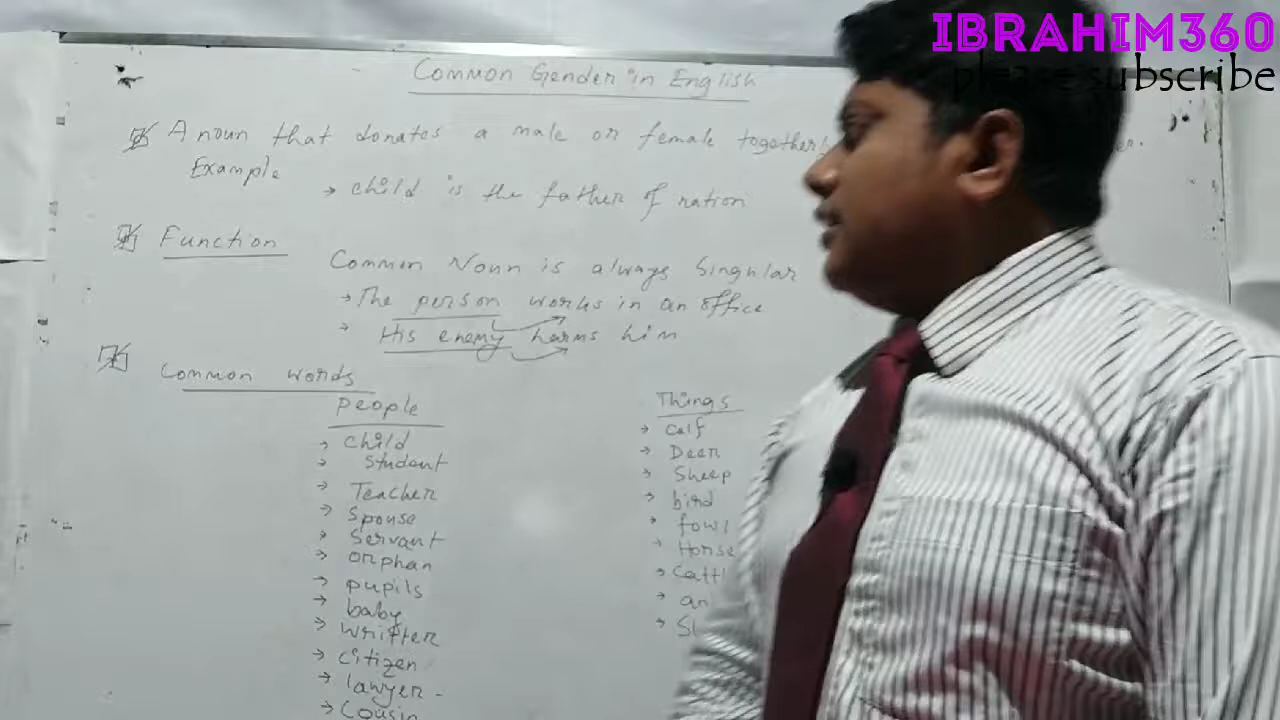 IBRAHIM360
please subscribe
Common Gender in English
A noun that donates a male or female together
Example
→ child is the father of nation
Function
Common Noun is always singular
→ The person works in an office
→ His enemy harms him
Common words
People
→ child
→ student
→ Teacher
→ Spouse
→ Servant
→ orphan
→ pupils
→ baby
→ writter
→ citizen
→ lawyer -
→ Cousin
Things
→ Calf
→ Deer
→ Sheep
→ bird
→ fowl
→ Horse